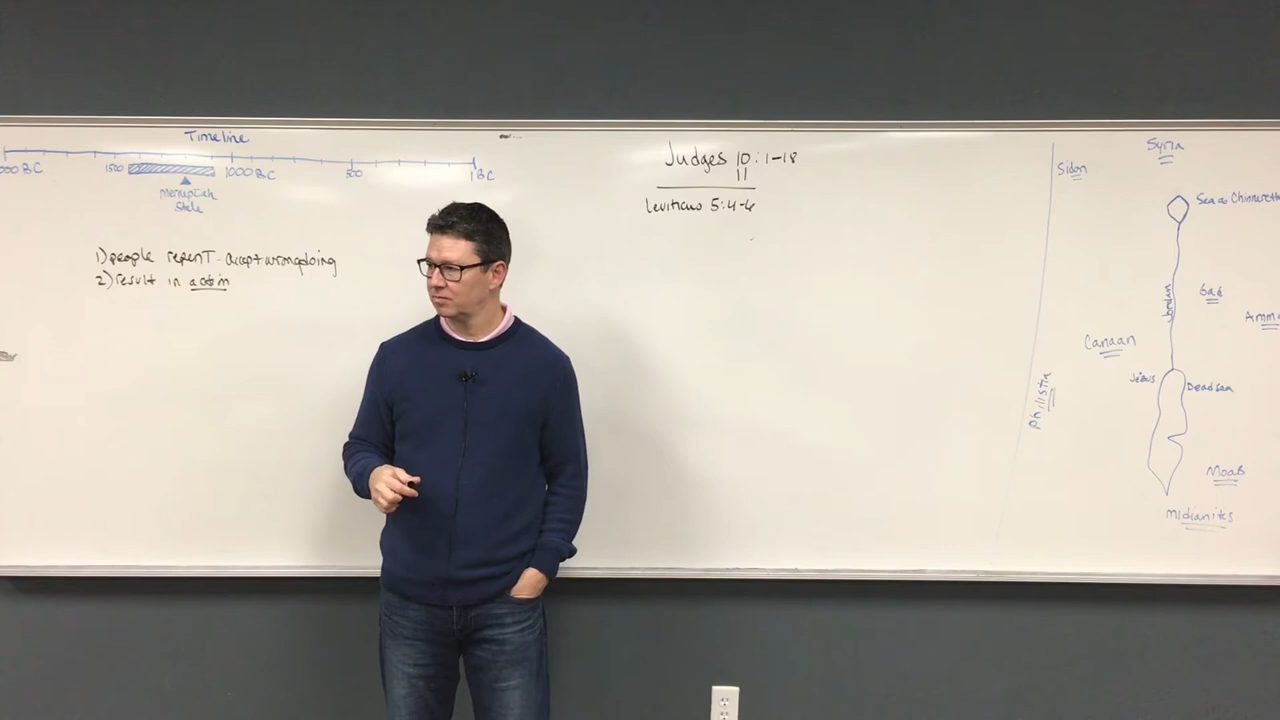 Timeline
000 BC 1500 1000 BC 500 1 BC
Merneptah
Stele
1) people repent - accept wrongdoing
2) result in action
Judges 10:1-18
11
Leviticus 5:4-6
Syria
Sidon
Sea of Chinnereth
Jordan
Gad
Amm
Canaan
Jebus
Dead sea
Philistia
Moab
Midianites